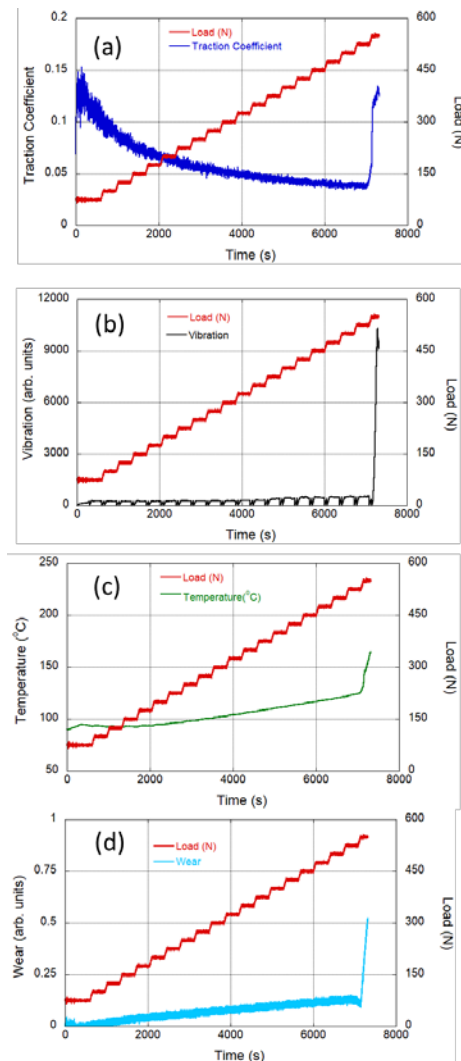 (a)
Load (N)
Traction Coefficient
0.2
0.15
0.1
0.05
0
Traction Coefficient
600
450
300
150
0
Load (N)
0 2000 4000 6000 8000
Time (s)
(b)
Load (N)
Vibration
12000
9000
6000
3000
0
Vibration (arb. units)
600
450
300
150
0
Load (N)
0 2000 4000 6000 8000
Time (s)
(c)
Load (N)
Temperature(°C)
250
200
150
100
50
Temperature (°C)
600
450
300
150
0
Load (N)
0 2000 4000 6000 8000
Time (s)
(d)
Load (N)
Wear
1
0.75
0.5
0.25
0
Wear (arb. units)
600
450
300
150
0
Load (N)
0 2000 4000 6000 8000
Time (s)